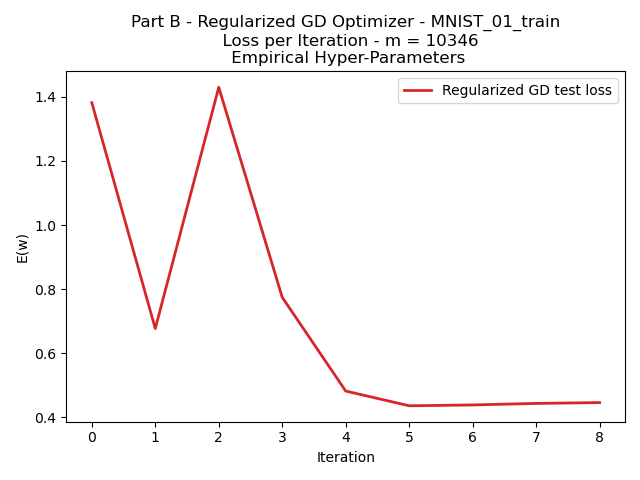 Part B - Regularized GD Optimizer - MNIST_01_train
Loss per Iteration - m = 10346
Empirical Hyper-Parameters
Regularized GD test loss
1.4
1.2
1.0
0.8
0.6
0.4
E(w)
0 1 2 3 4 5 6 7 8
Iteration